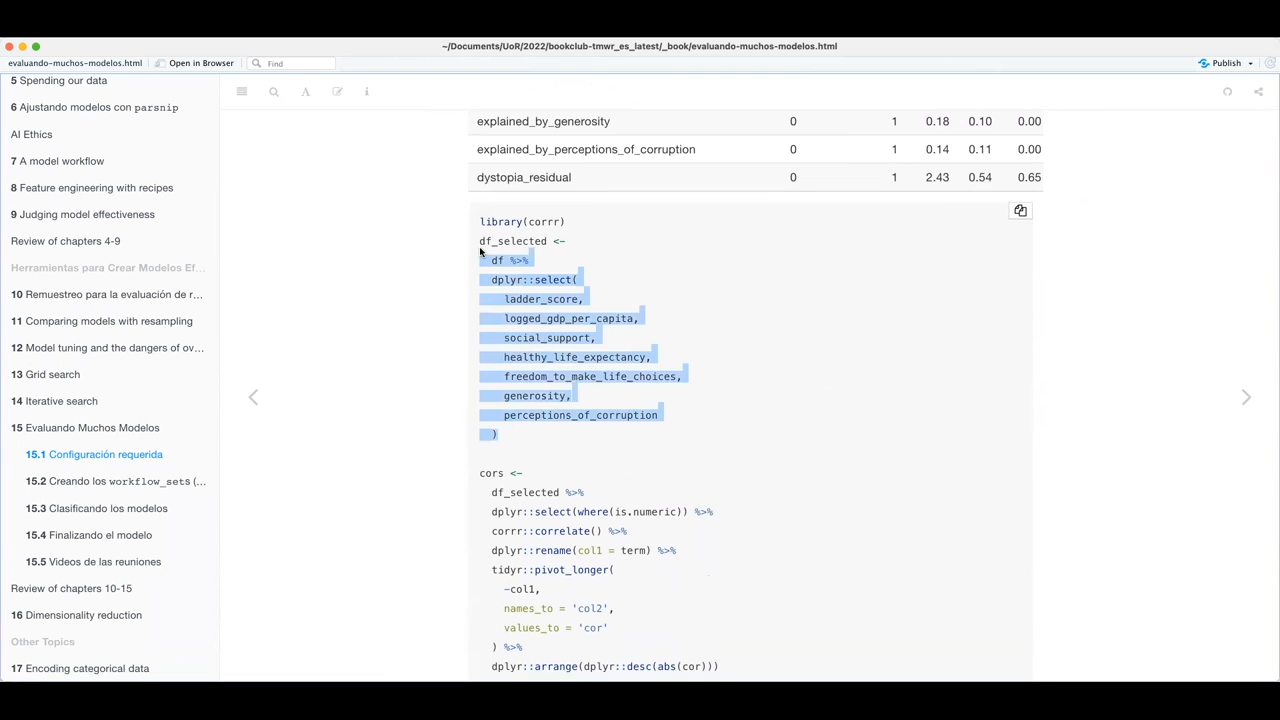 ~/Documents/UoR/2022/bookclub-tmwr_es_latest/_book/evaluando-muchos-modelos.html
evaluando-muchos-modelos.html
Open in Browser
Find
Publish
5 Spending our data
6 Ajustando modelos con parsnip
AI Ethics
7 A model workflow
8 Feature engineering with recipes
9 Judging model effectiveness
Review of chapters 4-9
Herramientas para Crear Modelos Ef...
10 Remuestreo para la evaluación de r...
11 Comparing models with resampling
12 Model tuning and the dangers of ov...
13 Grid search
14 Iterative search
15 Evaluando Muchos Modelos
15.1 Configuración requerida
15.2 Creando los workflow_sets (...
15.3 Clasificando los modelos
15.4 Finalizando el modelo
15.5 Videos de las reuniones
Review of chapters 10-15
16 Dimensionality reduction
Other Topics
17 Encoding categorical data
explained_by_generosity 0 1 0.18 0.10 0.00
explained_by_perceptions_of_corruption 0 1 0.14 0.11 0.00
dystopia_residual 0 1 2.43 0.54 0.65
library(corrr)
df_selected <-
df %>%
dplyr::select(
ladder_score,
logged_gdp_per_capita,
social_support,
healthy_life_expectancy,
freedom_to_make_life_choices,
generosity,
perceptions_of_corruption
)
cors <-
df_selected %>%
dplyr::select(where(is.numeric)) %>%
corrr::correlate() %>%
dplyr::rename(col1 = term) %>%
tidyr::pivot_longer(
-col1,
names_to = 'col2',
values_to = 'cor'
) %>%
dplyr::arrange(dplyr::desc(abs(cor)))